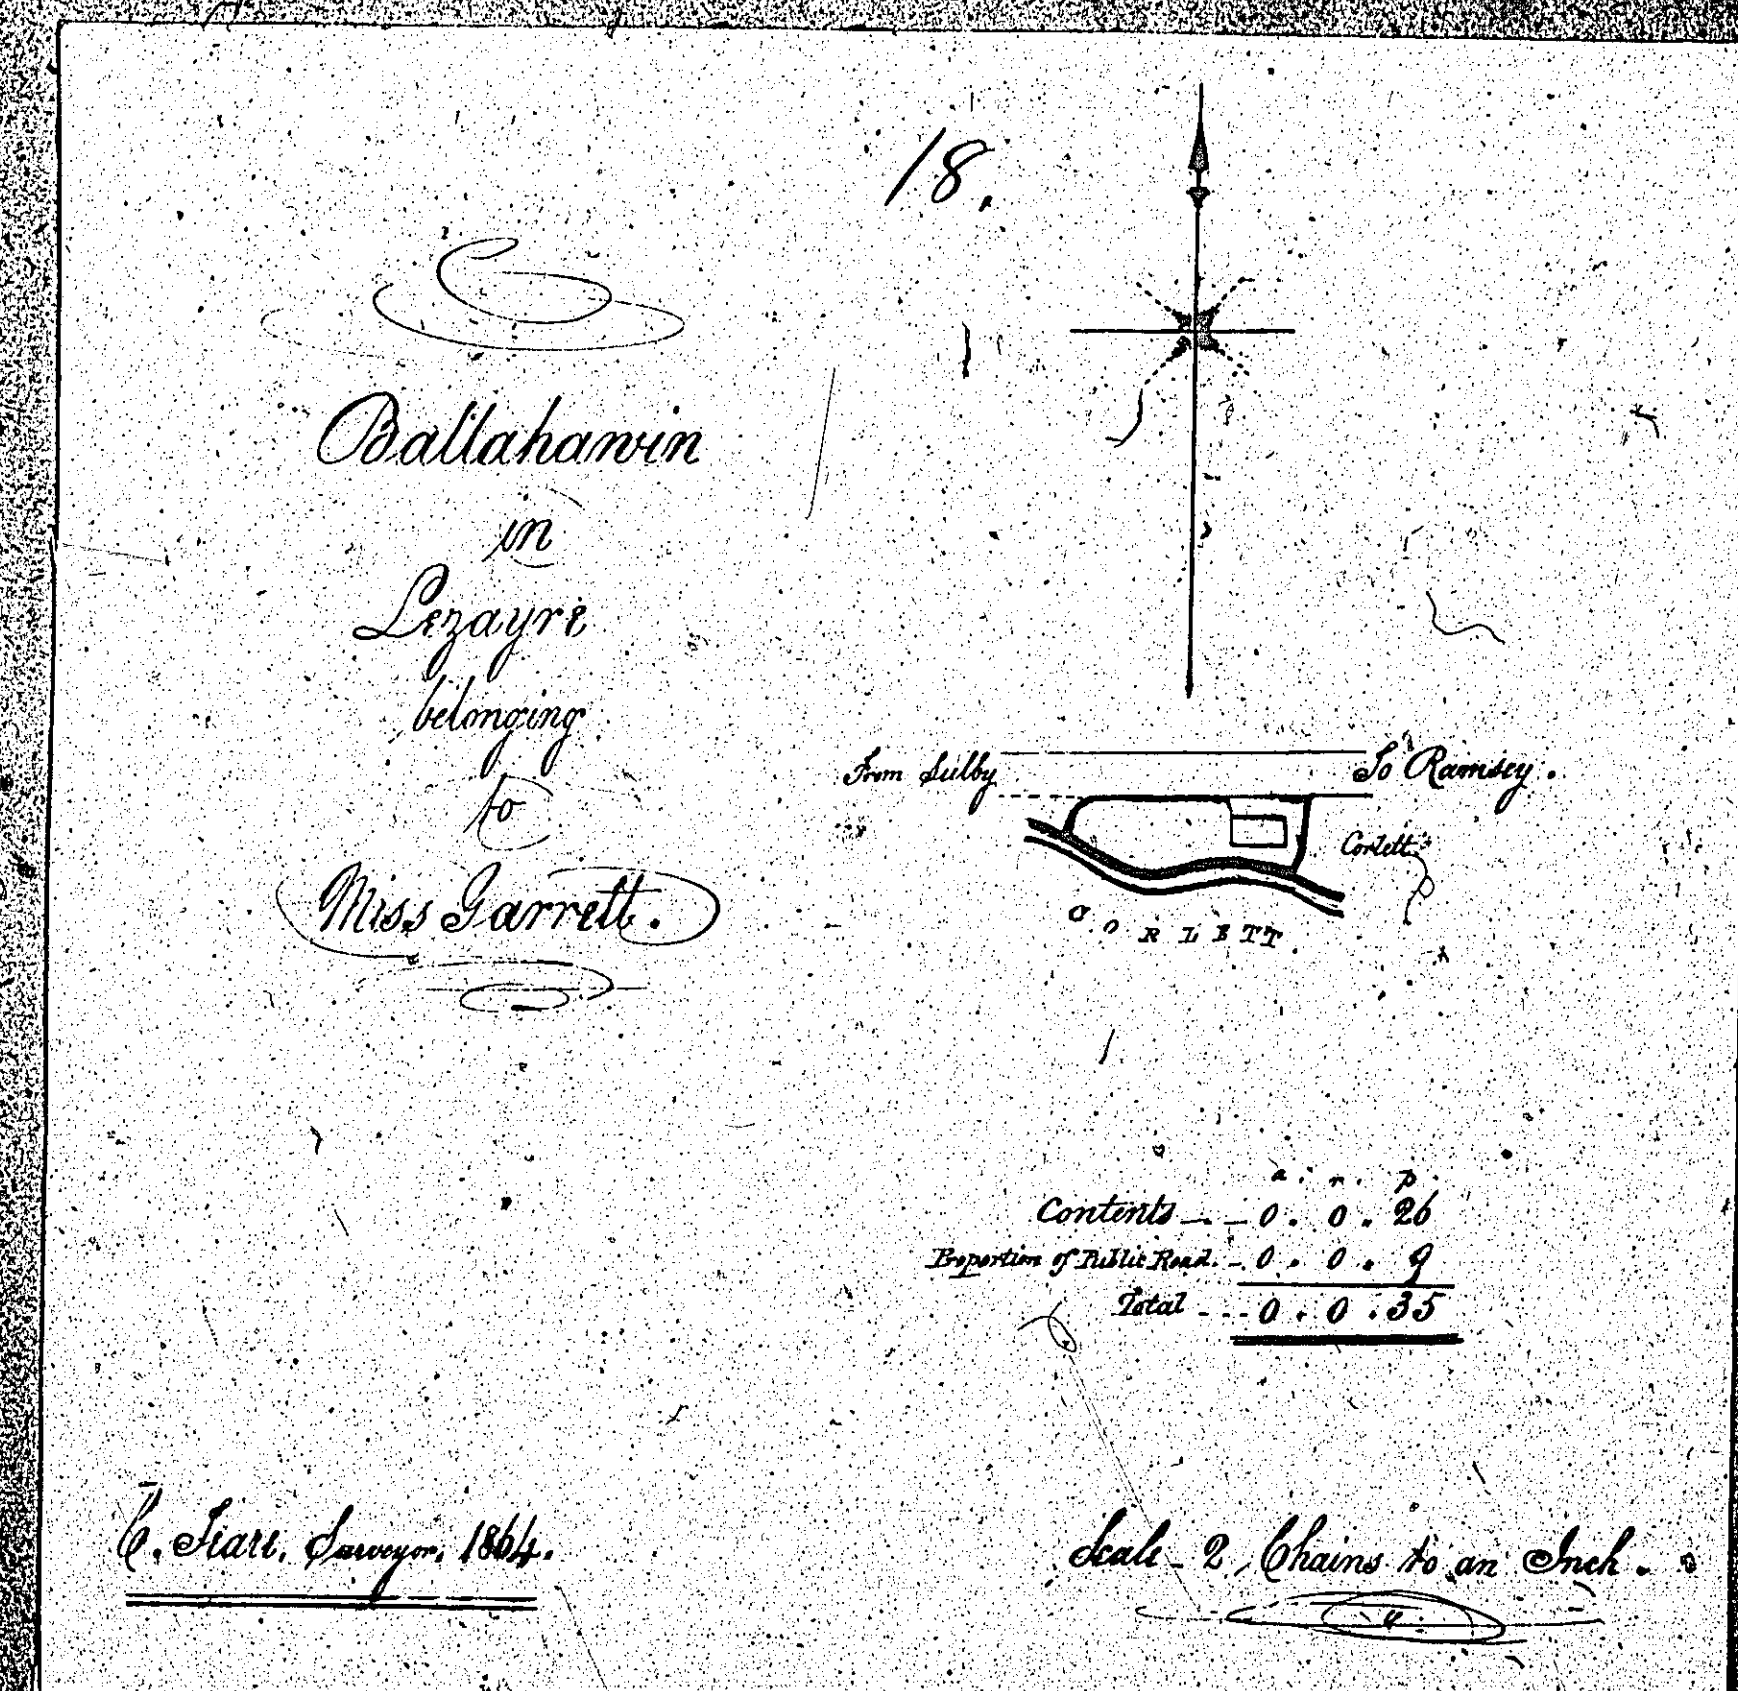 18.
Ballahawin
in
Lezayre
belonging
to
Miss Garrett.
From Sulby
To Ramsey.
Corlett's
CORLETT
a. r. p.
Contents - - 0. 0. 26
Proportion of Public Road. - 0. 0. 9
Total - - - 0. 0. 35
Surveyor, 1864.
Scale - 2 Chains to an Inch.